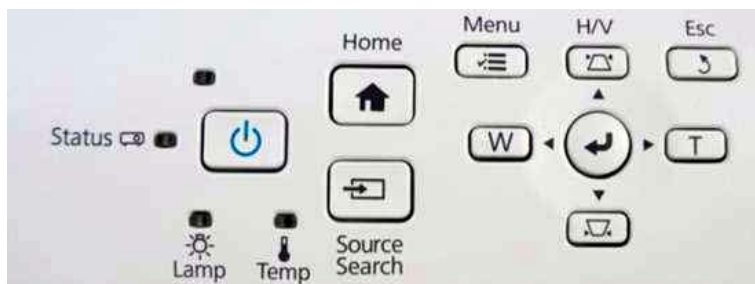 Menu H/V Esc
Home
Status
W T
Lamp Temp
Source
Search